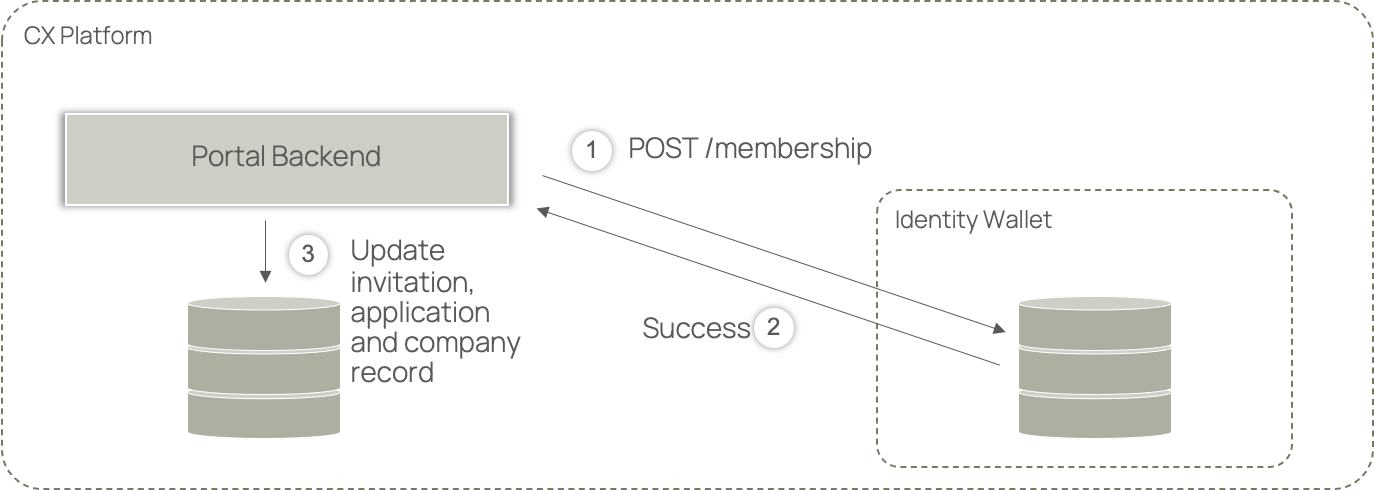 CX Platform
Portal Backend
1 POST /membership
Identity Wallet
3 Update
invitation,
application
and company
record
Success 2